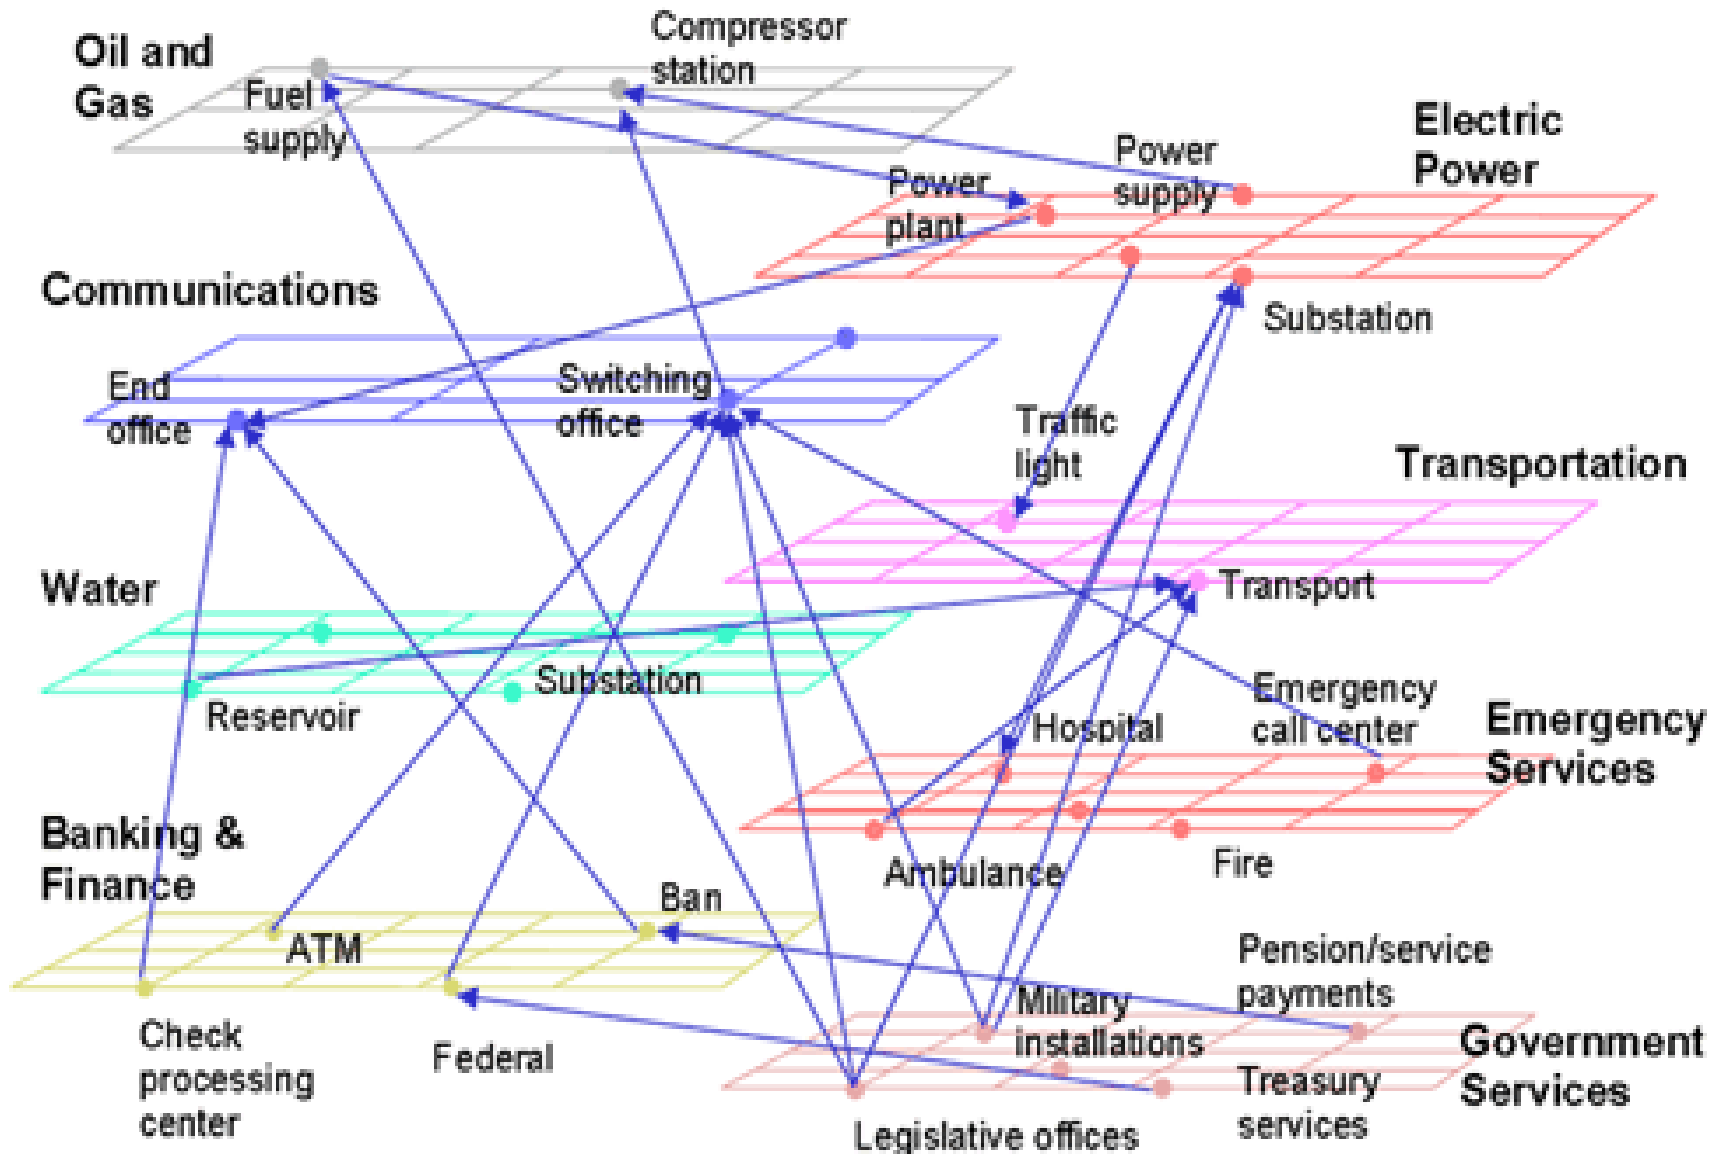 Oil and
Gas
Fuel
supply
Compressor
station
Electric
Power
Power
supply
Power
plant
Substation
Communications
End
office
Switching
office
Traffic
light
Transportation
Transport
Water
Substation
Reservoir
Hospital
Emergency
call center
Emergency
Services
Ambulance
Fire
Banking &
Finance
Ban
ATM
Check
processing
center
Federal
Pension/service
payments
Military
installations
Government
Services
Treasury
services
Legislative offices